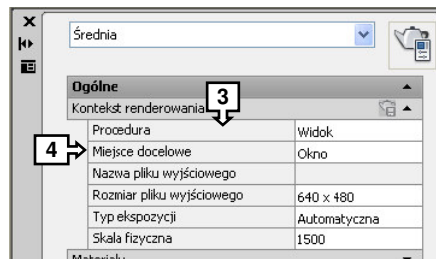 Średnia
Ogólne
3
Kontekst renderowania
Procedura Widok
4 Miejsce docelowe Okno
Nazwa pliku wyjściowego
Rozmiar pliku wyjściowego 640 x 480
Typ ekspozycji Automatyczna
Skala fizyczna 1500
Materiały